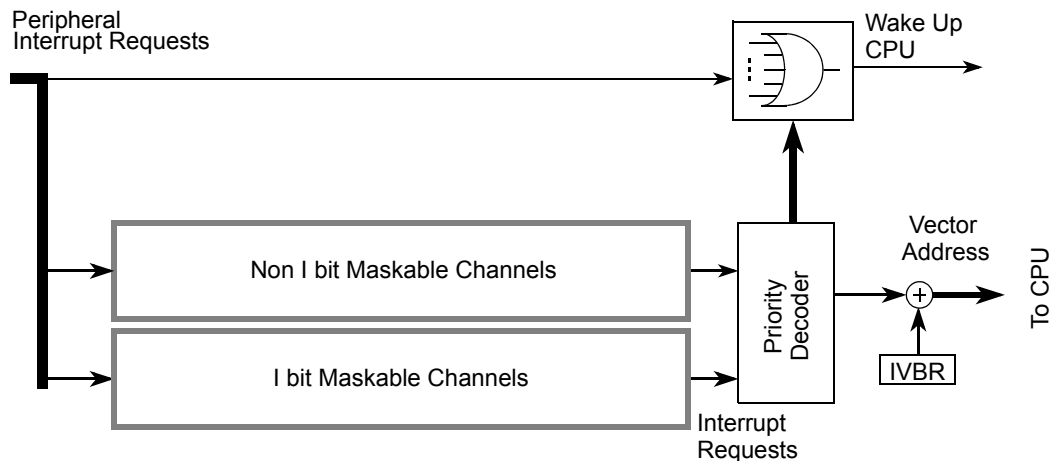 Peripheral
Interrupt Requests
Wake Up
CPU
Non I bit Maskable Channels
I bit Maskable Channels
Priority
Decoder
Interrupt
Requests
Vector
Address
IVBR
To CPU